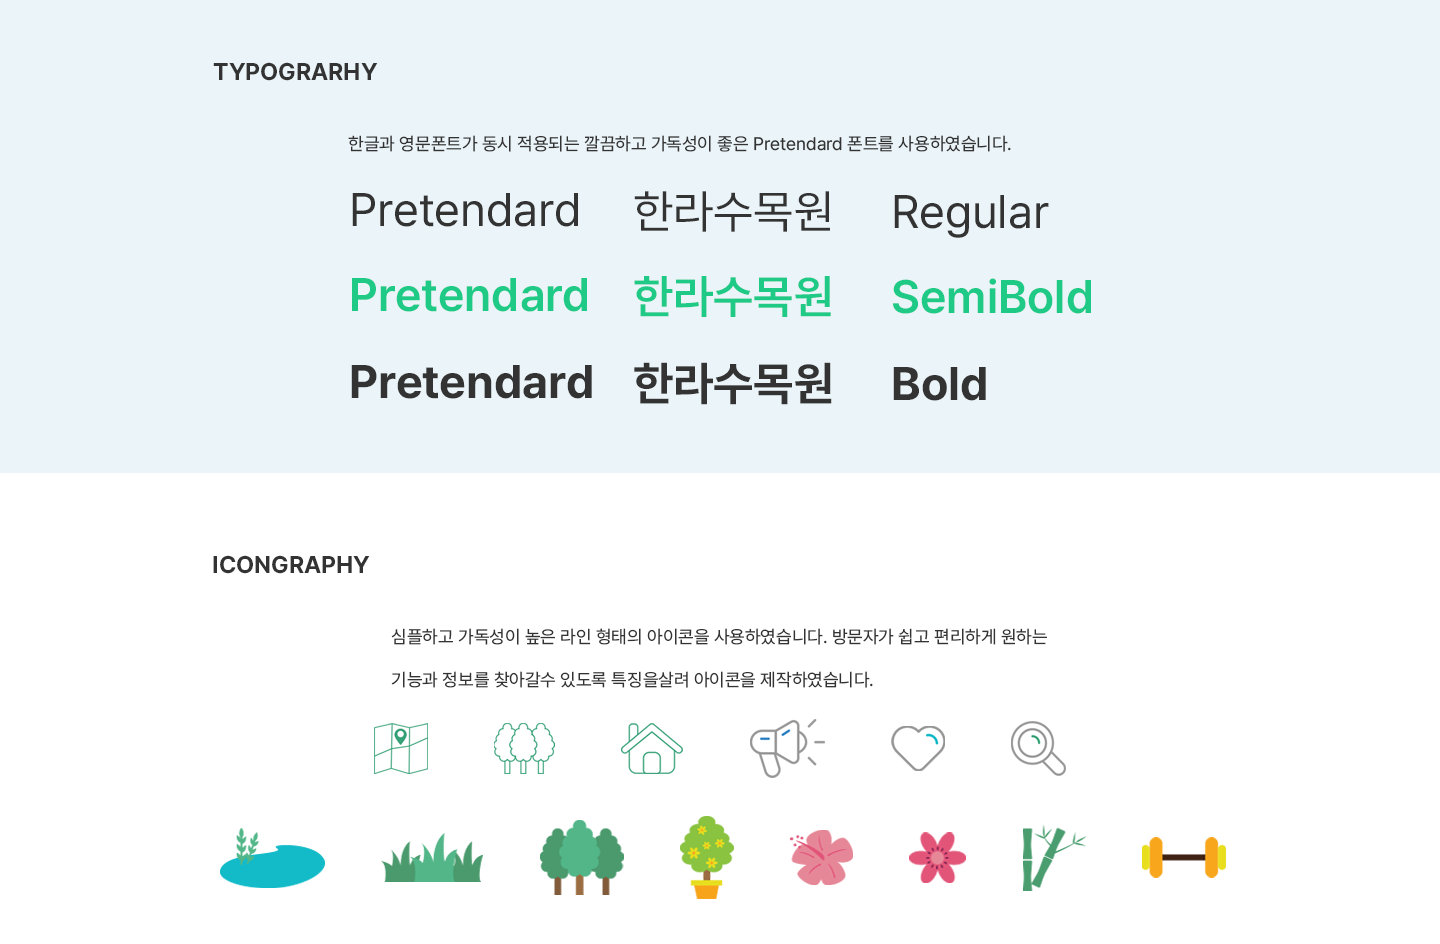 TYPOGRARHY
한글과 영문폰트가 동시 적용되는 깔끔하고 가독성이 좋은 Pretendard 폰트를 사용하였습니다.
Pretendard 한라수목원 Regular
Pretendard 한라수목원 SemiBold
Pretendard 한라수목원 Bold
ICONGRAPHY
심플하고 가독성이 높은 라인 형태의 아이콘을 사용하였습니다. 방문자가 쉽고 편리하게 원하는
기능과 정보를 찾아갈수 있도록 특징을살려 아이콘을 제작하였습니다.